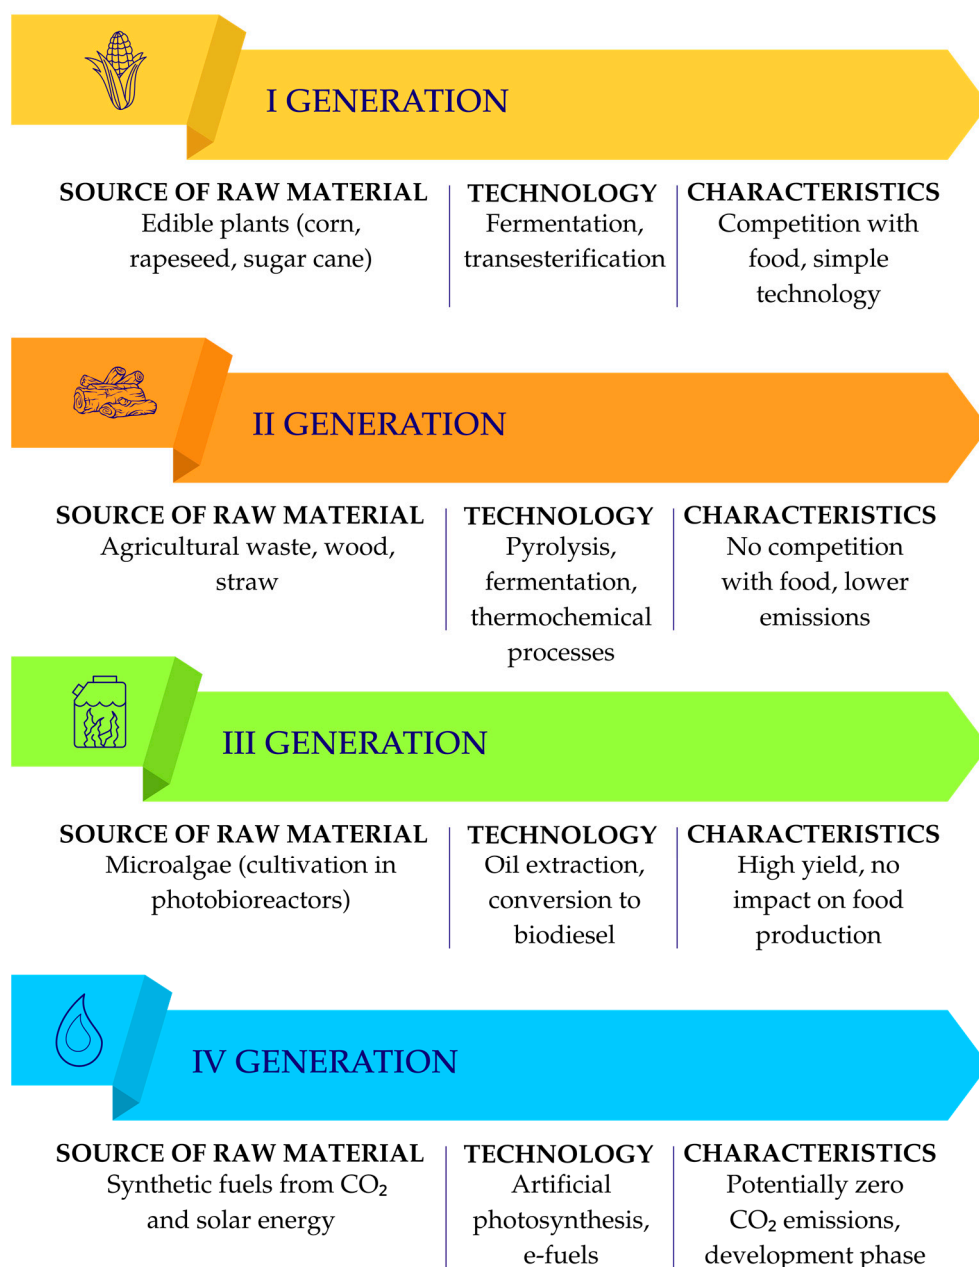 I GENERATION
SOURCE OF RAW MATERIAL
Edible plants (corn,
rapeseed, sugar cane)
TECHNOLOGY
Fermentation,
transesterification
CHARACTERISTICS
Competition with
food, simple
technology
II GENERATION
SOURCE OF RAW MATERIAL
Agricultural waste, wood,
straw
TECHNOLOGY
Pyrolysis,
fermentation,
thermochemical
processes
CHARACTERISTICS
No competition
with food, lower
emissions
III GENERATION
SOURCE OF RAW MATERIAL
Microalgae (cultivation in
photobioreactors)
TECHNOLOGY
Oil extraction,
conversion to
biodiesel
CHARACTERISTICS
High yield, no
impact on food
production
IV GENERATION
SOURCE OF RAW MATERIAL
Synthetic fuels from CO₂
and solar energy
TECHNOLOGY
Artificial
photosynthesis,
e-fuels
CHARACTERISTICS
Potentially zero
CO₂ emissions,
development phase